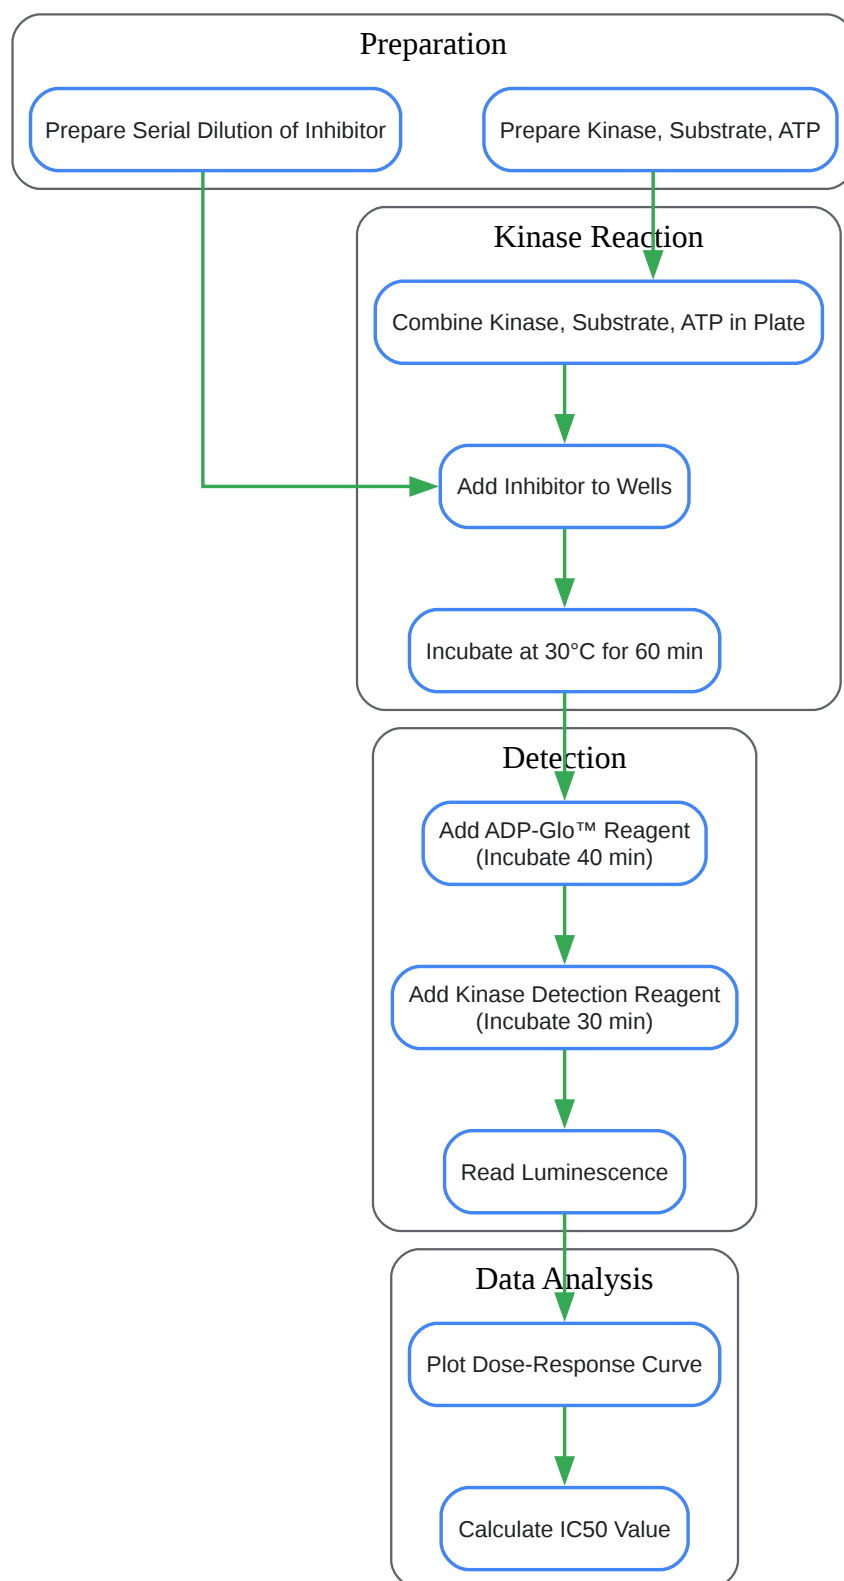 Preparation
Prepare Serial Dilution of Inhibitor
Prepare Kinase, Substrate, ATP
Kinase Reaction
Combine Kinase, Substrate, ATP in Plate
Add Inhibitor to Wells
Incubate at 30°C for 60 min
Detection
Add ADP-Glo™ Reagent
(Incubate 40 min)
Add Kinase Detection Reagent
(Incubate 30 min)
Read Luminescence
Data Analysis
Plot Dose-Response Curve
Calculate IC50 Value